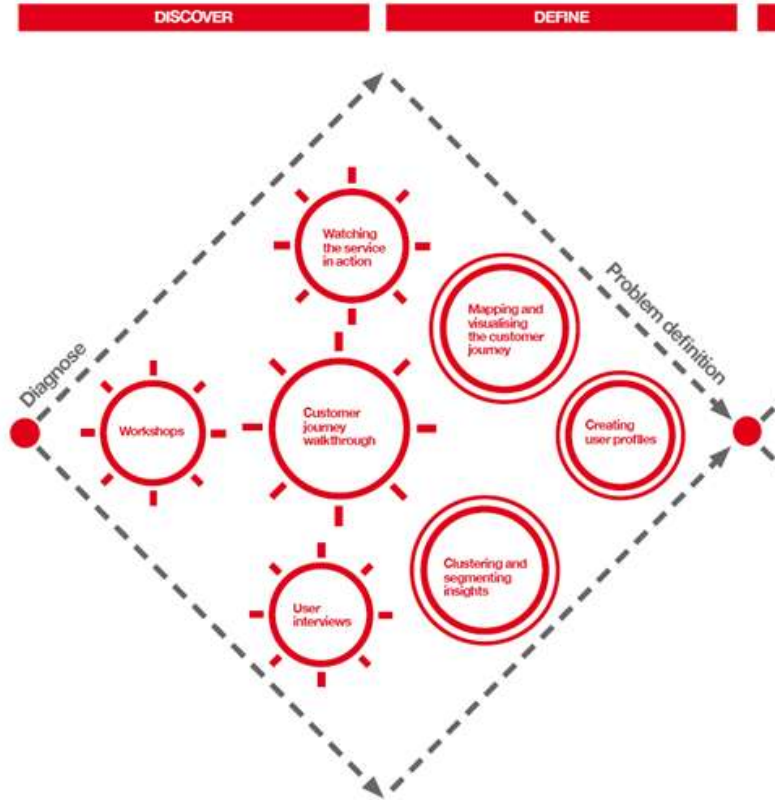 DISCOVER
DEFINE
Diagnose
Problem definition
Watching
the service
in action
Mapping and
visualising
the customer
journey
Workshops
Customer
journey
walkthrough
Creating
user profiles
Clustering and
segmenting
insights
User
interviews